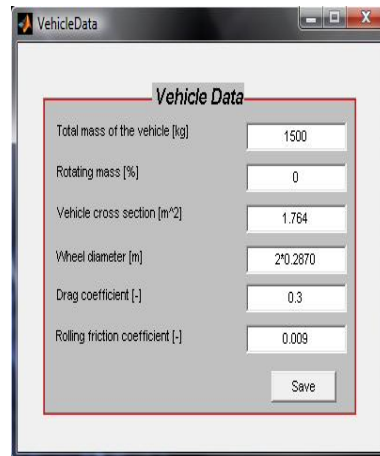 VehicleData
Vehicle Data
Total mass of the vehicle [kg] 1500
Rotating mass [%] 0
Vehicle cross section [m^2] 1.764
Wheel diameter [m] 2*0.2870
Drag coefficient [-] 0.3
Rolling friction coefficient [-] 0.009
Save